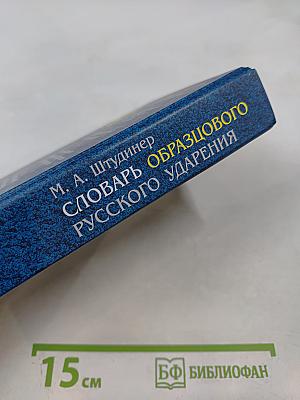 М. А. Штудинер
СЛОВАРЬ ОБРАЗЦОВОГО
РУССКОГО УДАРЕНИЯ
15 см
БФ БИБЛИОФАН